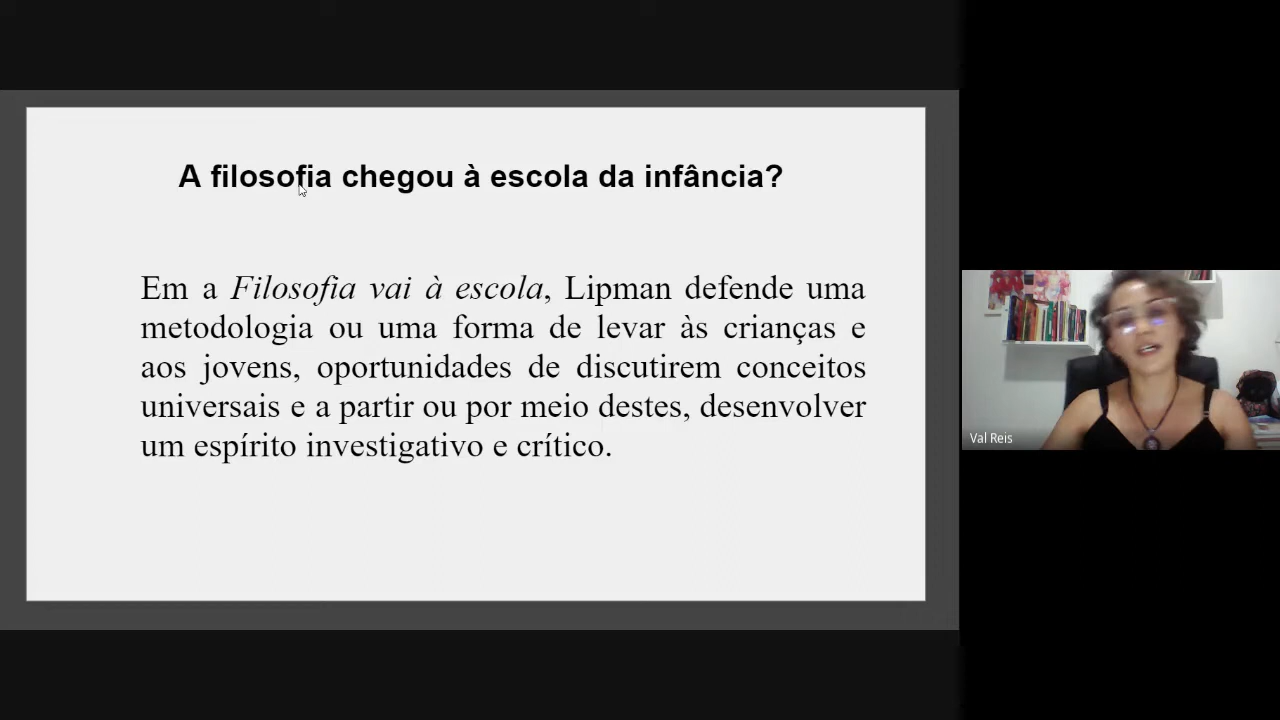 A filosofia chegou à escola da infância?
Em a Filosofia vai à escola, Lipman defende uma
metodologia ou uma forma de levar às crianças e
aos jovens, oportunidades de discutirem conceitos
universais e a partir ou por meio destes, desenvolver
um espírito investigativo e crítico.
Val Reis